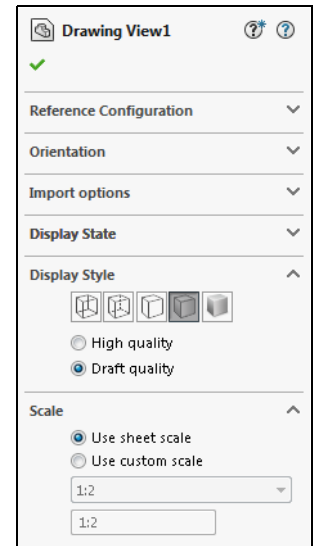 Drawing View1
Reference Configuration
Orientation
Import options
Display State
Display Style
High quality
Draft quality
Scale
Use sheet scale
Use custom scale
1:2
1:2